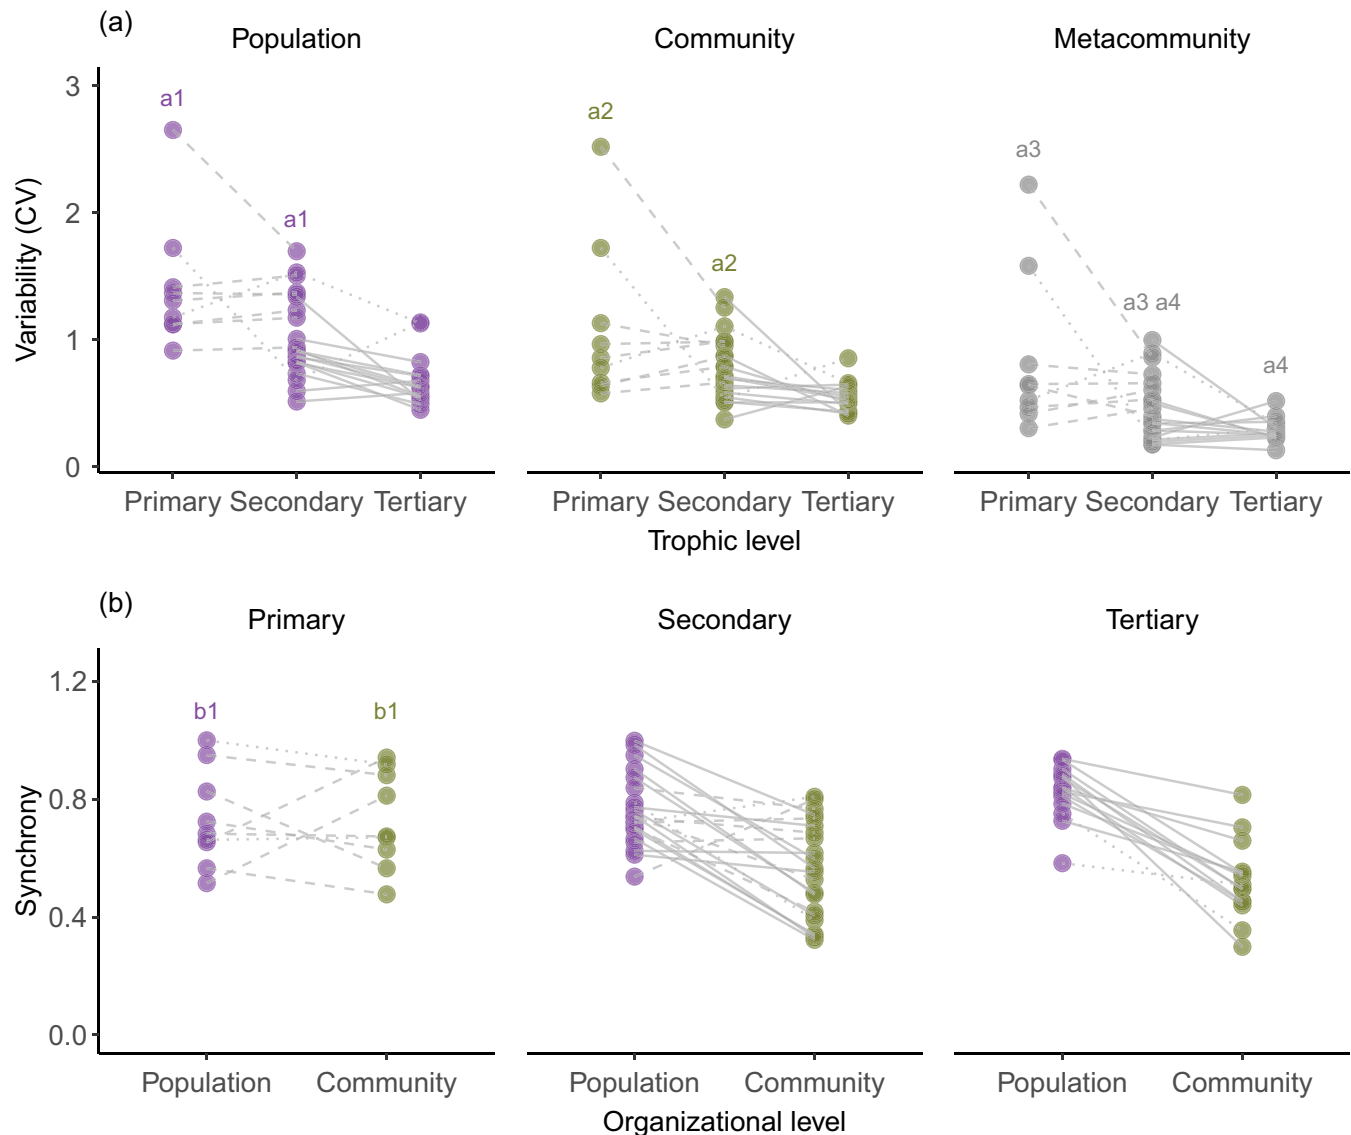 (a)
Population Community Metacommunity
Variability (CV)
3
2
1
0
a1
a1
a2
a2
a3
a3 a4
a4
Primary Secondary Tertiary Primary Secondary Tertiary Primary Secondary Tertiary
Trophic level
(b)
Primary Secondary Tertiary
Synchrony
1.2
0.8
0.4
0.0
b1 b1
Population Community Population Community Population Community
Organizational level